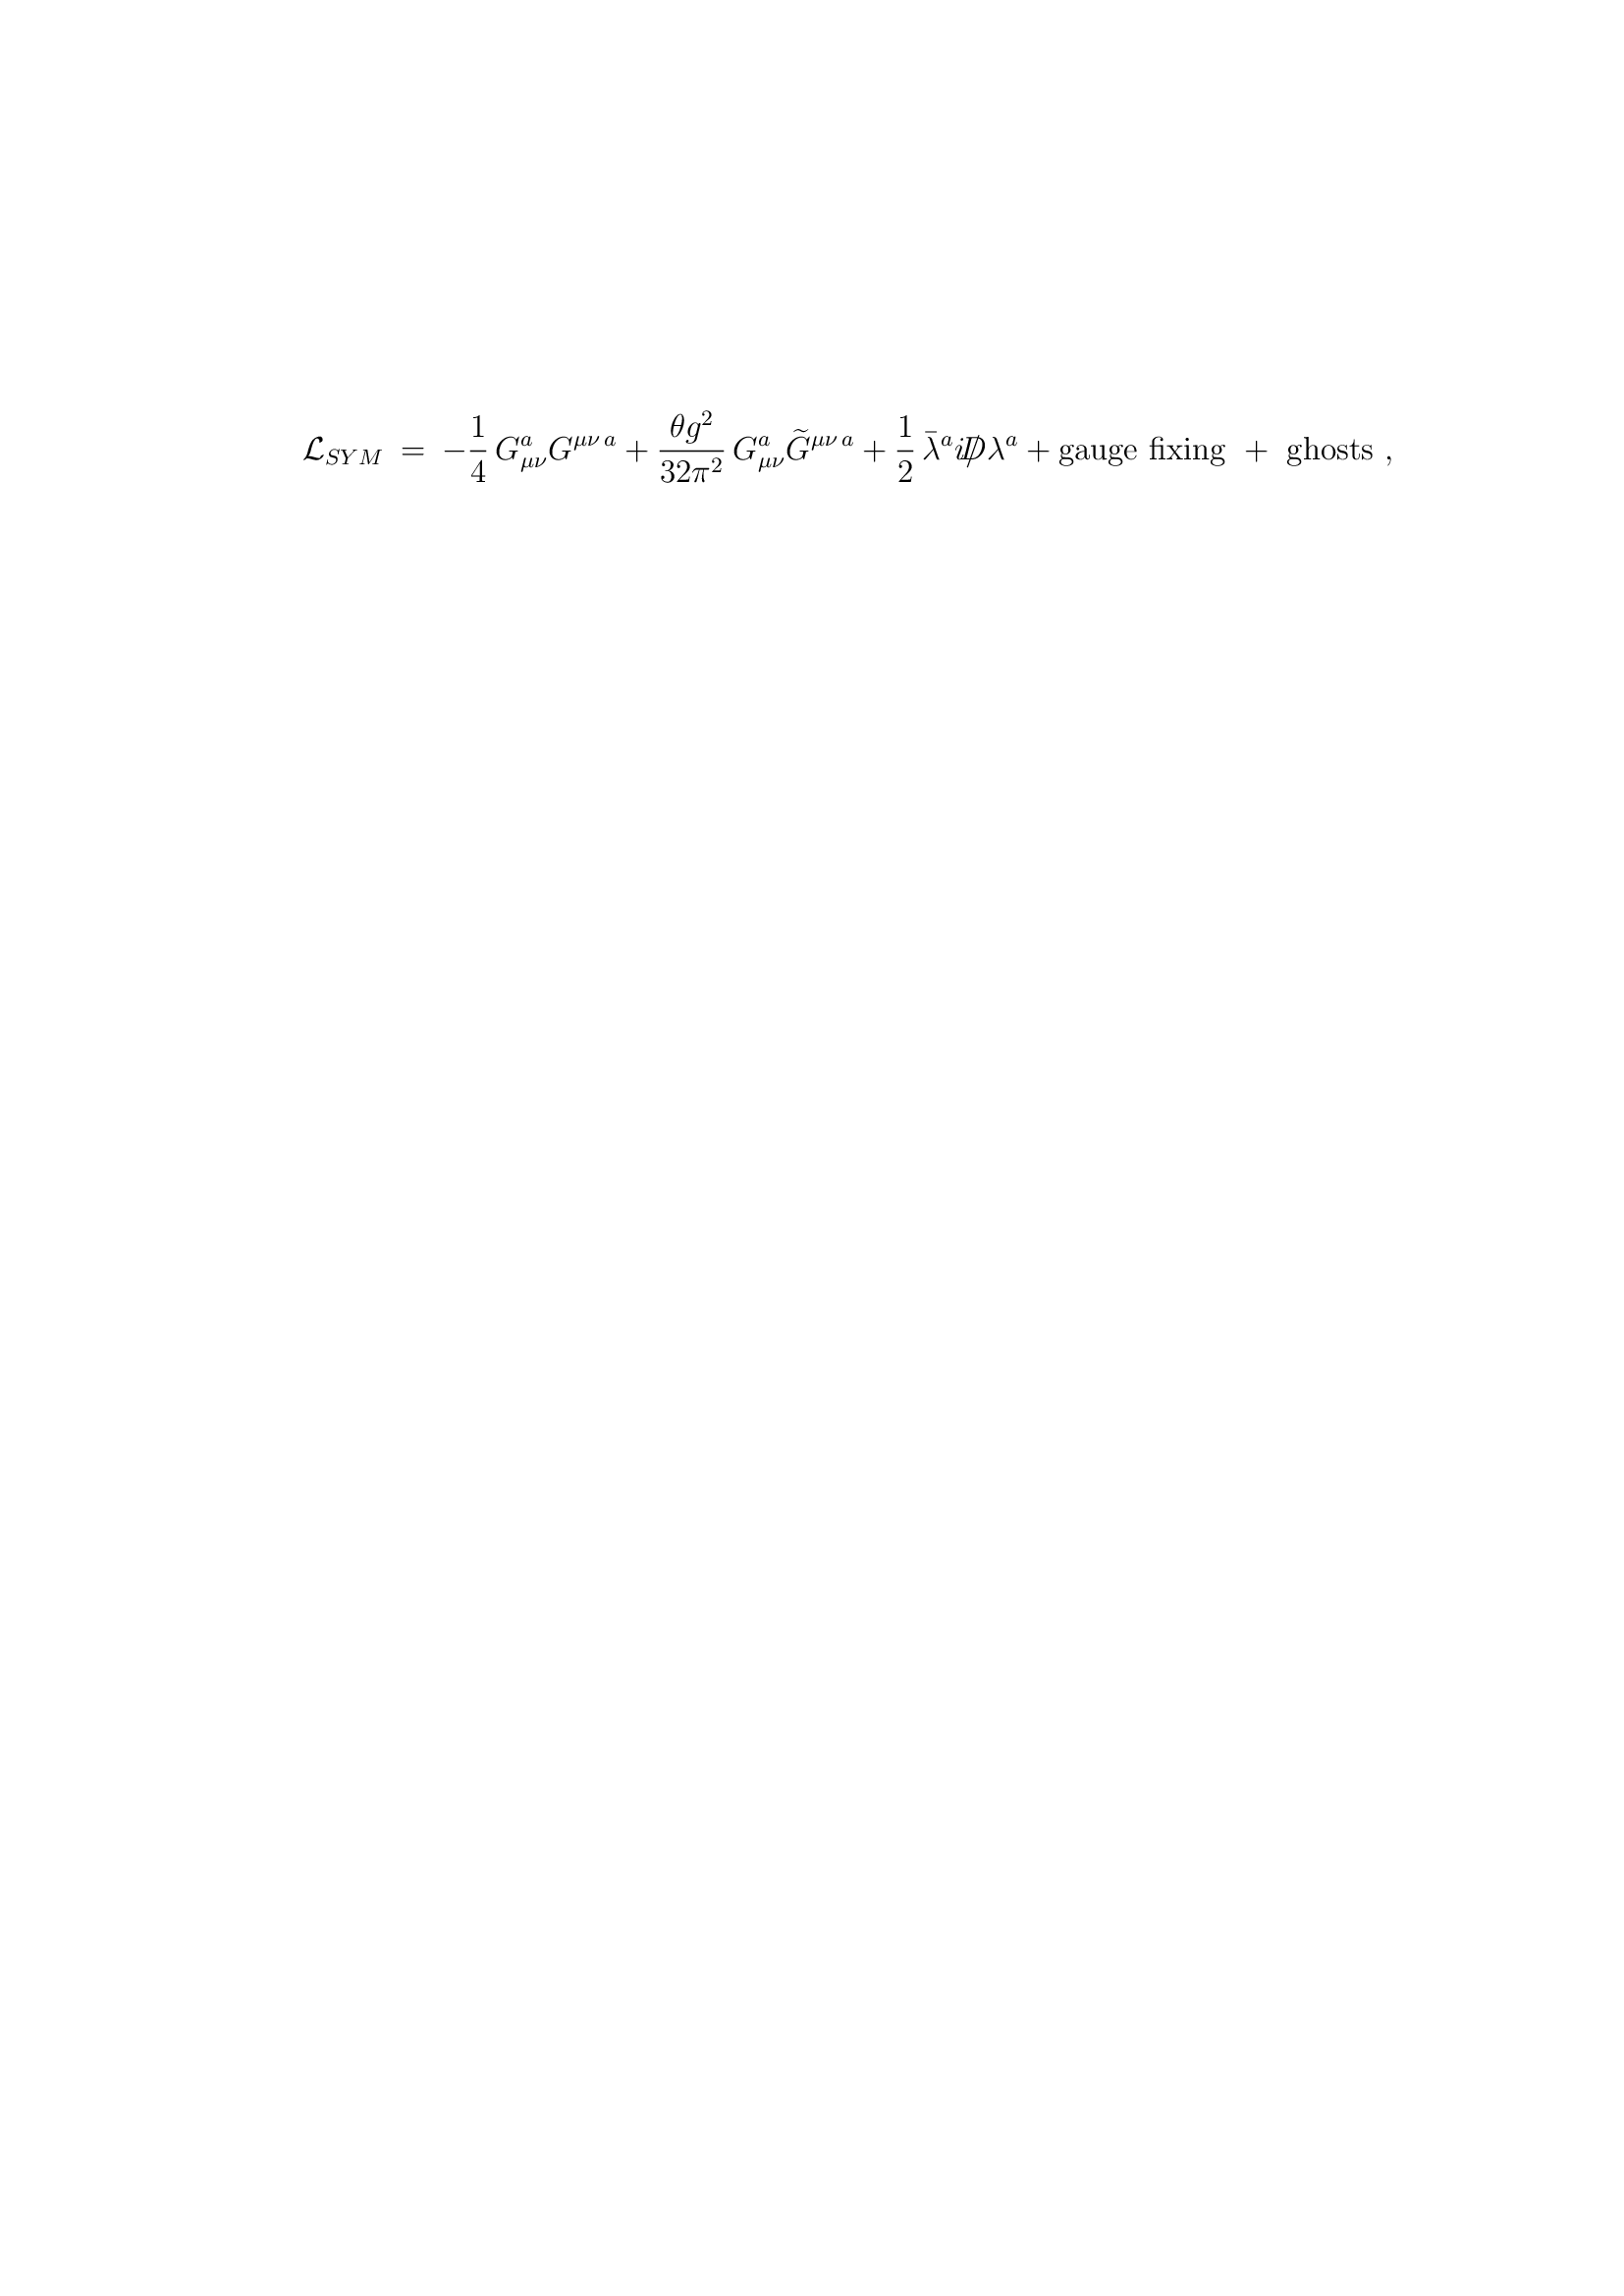 $\mathcal{L}_{SYM} \;=\; -\frac{1}{4}\, G^a_{\mu\nu} G^{\mu\nu\, a} + \frac{\theta g^2}{32\pi^2}\, G^a_{\mu\nu} \widetilde{G}^{\mu\nu\, a} + \frac{1}{2}\, \bar{\lambda}^a i\not{D} \lambda^a + \text{gauge fixing} \;+\; \text{ghosts} \;,$